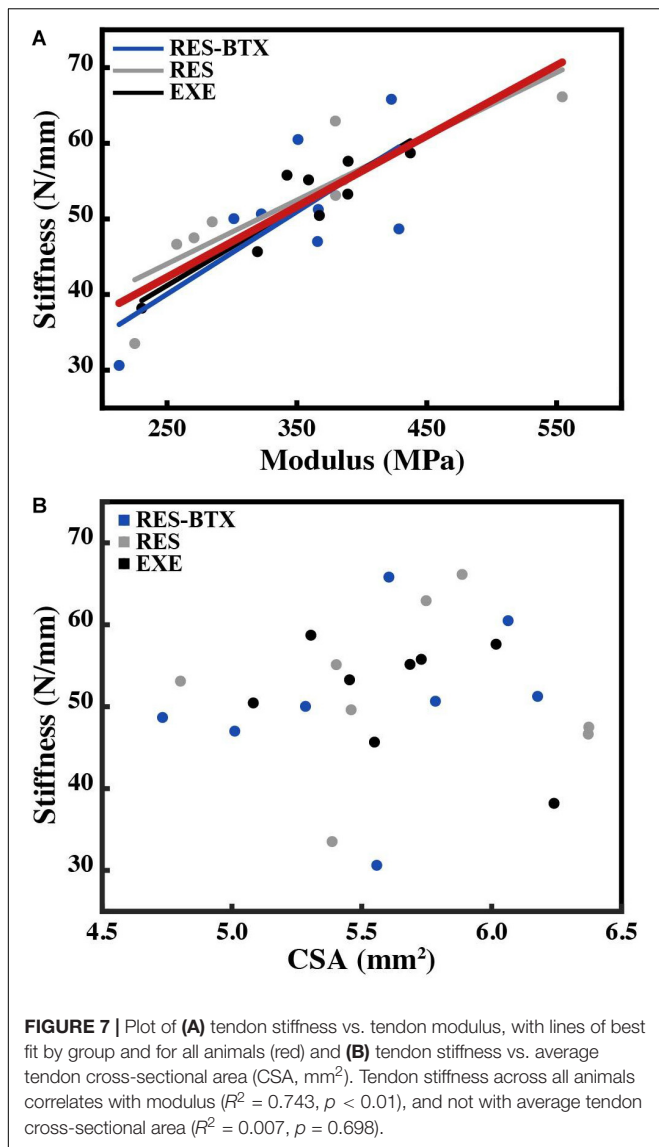 A
RES-BTX
RES
EXE
70
60
50
40
30
Stiffness (N/mm)
250 350 450 550
Modulus (MPa)
B
RES-BTX
RES
EXE
70
60
50
40
30
Stiffness (N/mm)
4.5 5.0 5.5 6.0 6.5
CSA (mm²)
FIGURE 7 | Plot of (A) tendon stiffness vs. tendon modulus, with lines of best
fit by group and for all animals (red) and (B) tendon stiffness vs. average
tendon cross-sectional area (CSA, mm²). Tendon stiffness across all animals
correlates with modulus (R² = 0.743, p < 0.01), and not with average tendon
cross-sectional area (R² = 0.007, p = 0.698).